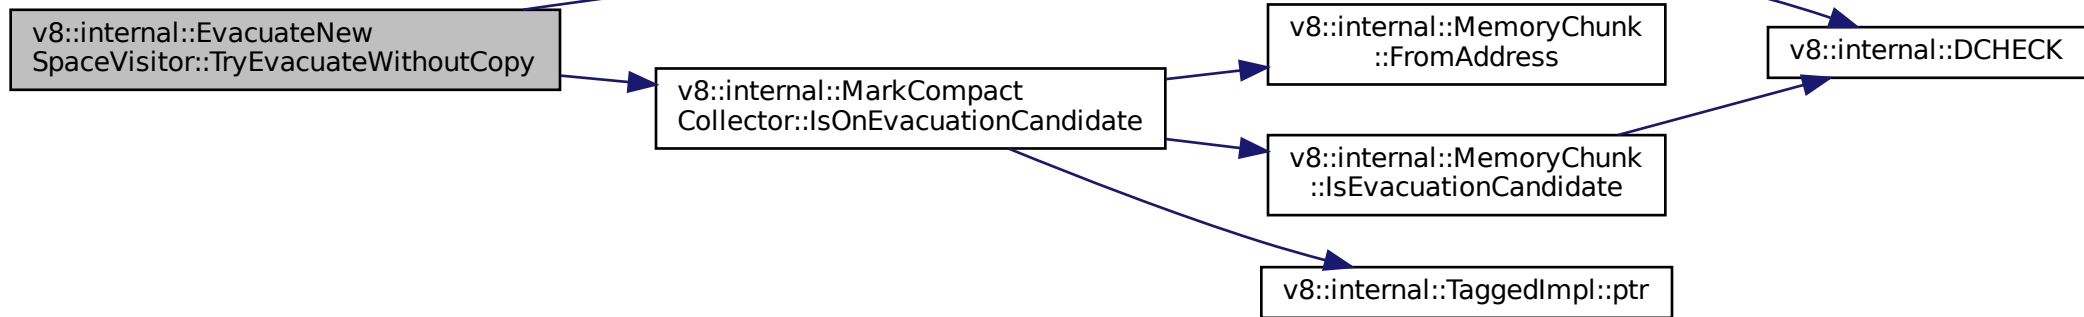 v8::internal::EvacuateNew
SpaceVisitor::TryEvacuateWithoutCopy
v8::internal::MarkCompact
Collector::IsOnEvacuationCandidate
v8::internal::MemoryChunk
::FromAddress
v8::internal::MemoryChunk
::IsEvacuationCandidate
v8::internal::TaggedImpl::ptr
v8::internal::DCHECK